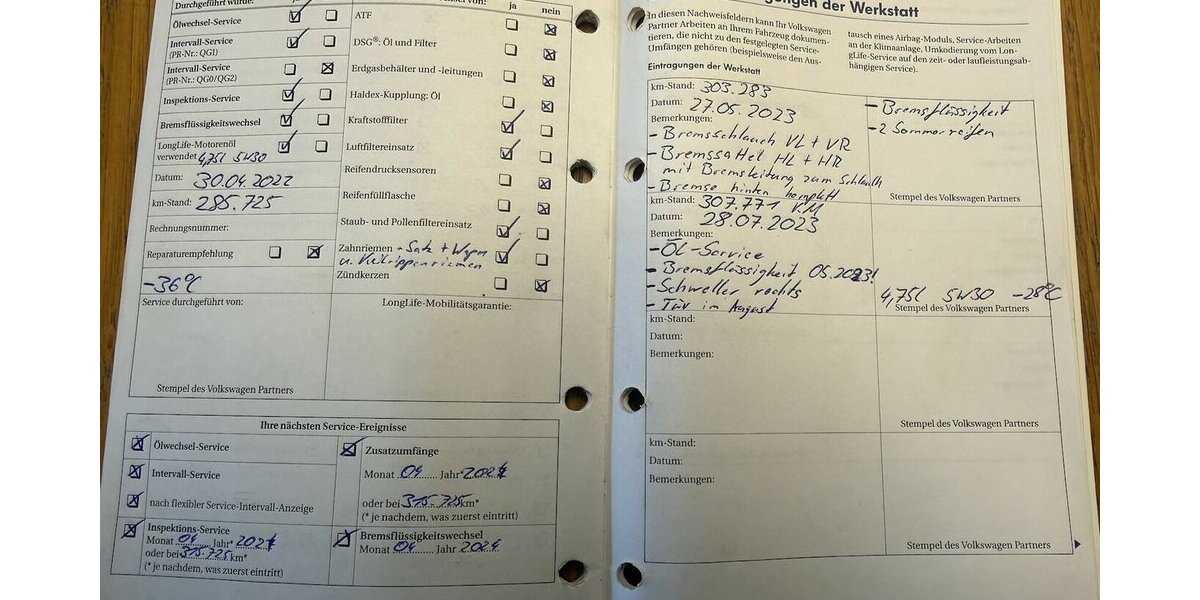 Durchgeführt wurde:
ja
nein
Ölwechsel-Service
Intervall-Service
(PR-Nr.: QG1)
Intervall-Service
(PR-Nr.: QG0/QG2)
Inspektions-Service
Bremsflüssigkeitswechsel
LongLife-Motorenöl
verwendet 4,75l 5W30
Datum: 30.04.2022
km-Stand: 285.725
Rechnungsnummer:
Reparaturempfehlung
-36°C
Service durchgeführt von:
Stempel des Volkswagen Partners
ATF
DSG®: Öl und Filter
Erdgasbehälter und -leitungen
Haldex-Kupplung: Öl
Kraftstofffilter
Luftfiltereinsatz
Reifendrucksensoren
Reifenfüllflasche
Staub- und Pollenfiltereinsatz
Zahnriemen - Satz + Wapu
u. Keilrippenriemen
Zündkerzen
LongLife-Mobilitätsgarantie:
Ihre nächsten Service-Ereignisse
Ölwechsel-Service
Intervall-Service
nach flexibler Service-Intervall-Anzeige
Inspektions-Service
Monat 04 Jahr* 2024
oder bei 315.725 km*
(* je nachdem, was zuerst eintritt)
Zusatzumfänge
Monat 04 Jahr 2024
oder bei 315.725 km*
(* je nachdem, was zuerst eintritt)
Bremsflüssigkeitswechsel
Monat 04 Jahr 2024
der Werkstatt
In diesen Nachweisfeldern kann Ihr Volkswagen
Partner Arbeiten an Ihrem Fahrzeug dokumen-
tieren, die nicht zu den festgelegten Service-
Umfängen gehören (beispielsweise den Aus-
tausch eines Airbag-Moduls, Service-Arbeiten
an der Klimaanlage, Umkodierung vom Lon-
gLife-Service auf den zeit- oder laufleistungsab-
hängigen Service).
Eintragungen der Werkstatt
km-Stand: 303.283
Datum: 27.05.2023
Bemerkungen:
- Bremsschlauch VL + VR
- Bremssattel HL + HR
mit Bremsleitung zum Schlauch
- Bremse hinten komplett
- Bremsflüssigkeit
- 2 Sommerreifen
Stempel des Volkswagen Partners
km-Stand: 307.771 KM
Datum: 28.07.2023
Bemerkungen:
- Öl-Service
- Bremsflüssigkeit 05.2023!
- Schweller rechts
- Tüv im August
4,75l 5W30 -28°C
Stempel des Volkswagen Partners
km-Stand:
Datum:
Bemerkungen:
Stempel des Volkswagen Partners
km-Stand:
Datum:
Bemerkungen:
Stempel des Volkswagen Partners